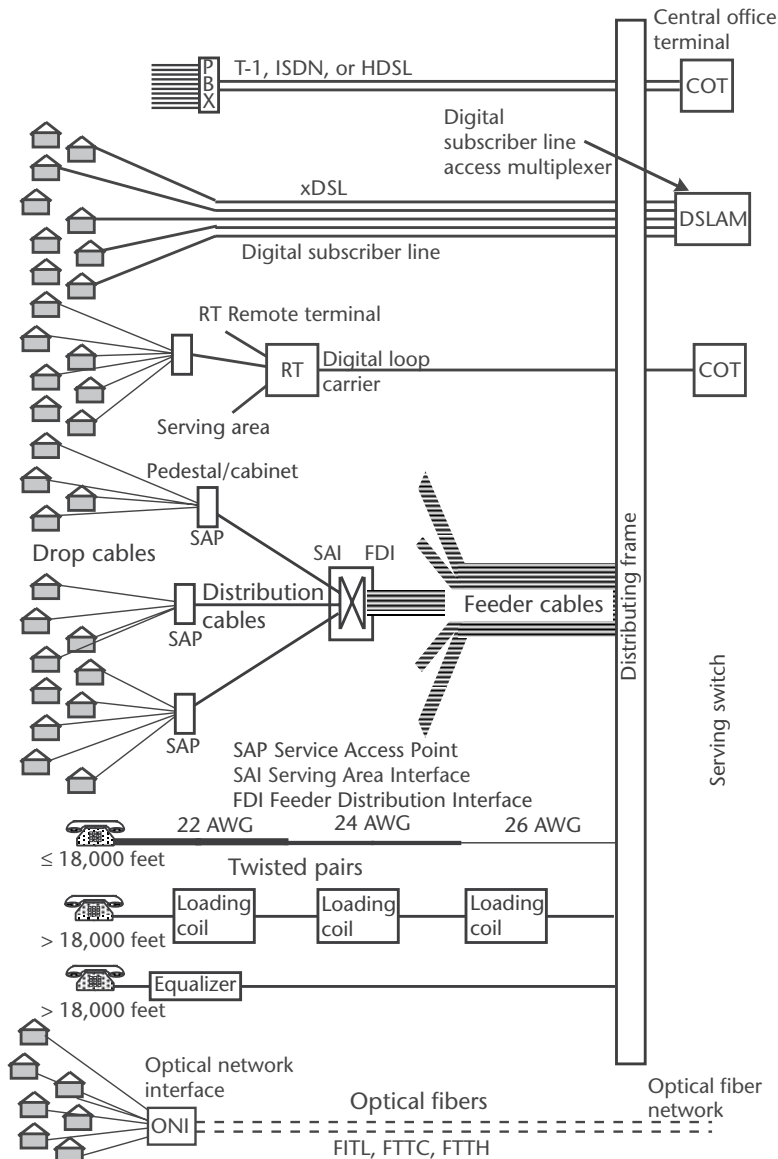 Central office
terminal
P
B
X
T-1, ISDN, or HDSL
COT
Digital
subscriber line
access multiplexer
xDSL
DSLAM
Digital subscriber line
RT Remote terminal
RT
Digital loop
carrier
COT
Serving area
Pedestal/cabinet
SAP
Drop cables
SAI FDI
Distribution
cables
Feeder cables
SAP
SAP
Distributing frame
Serving switch
SAP Service Access Point
SAI Serving Area Interface
FDI Feeder Distribution Interface
22 AWG 24 AWG 26 AWG
≤ 18,000 feet
Twisted pairs
Loading
coil
Loading
coil
Loading
coil
> 18,000 feet
Equalizer
> 18,000 feet
Optical network
interface
ONI
Optical fibers
Optical fiber
network
FITL, FTTC, FTTH